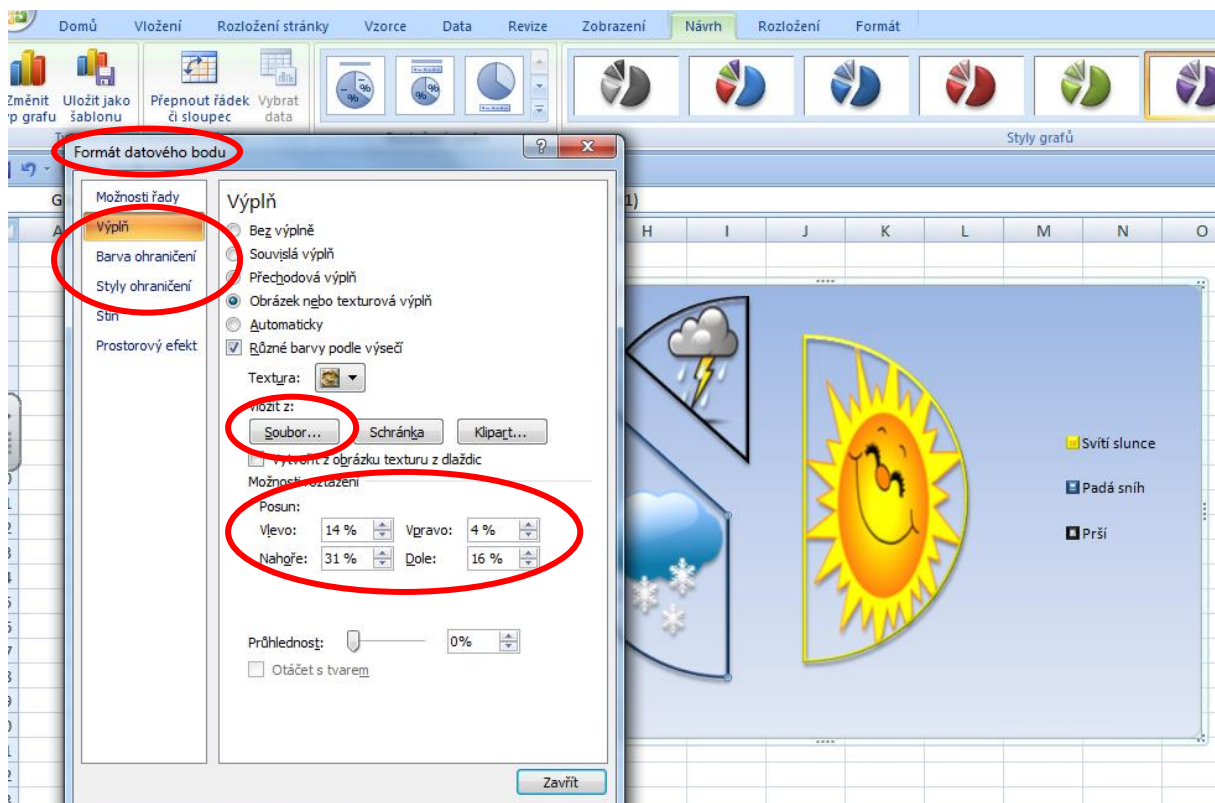 Domů Vložení Rozložení stránky Vzorce Data Revize Zobrazení Návrh Rozložení Formát
Změnit Uložit jako Přepnout řádek Vybrat
grafu šablonu či sloupec data
Styly grafů
Formát datového bodu
G 1)
A H I J K L M N O
Možnosti řady
Výplň
Barva ohraničení
Styly ohraničení
Stín
Prostorový efekt
Výplň
Bez výplně
Souvislá výplň
Přechodová výplň
Obrázek nebo texturová výplň
Automaticky
Různé barvy podle výsečí
Textura:
Vložit z:
Soubor... Schránka Klipart...
Vytvořit z obrázku texturu z dlaždic
Možnosti roztažení
Posun:
Vlevo: 14 % Vpravo: 4 %
Nahoře: 31 % Dole: 16 %
Průhlednost: 0%
Otáčet s tvarem
Zavřít
Svítí slunce
Padá sníh
Prší